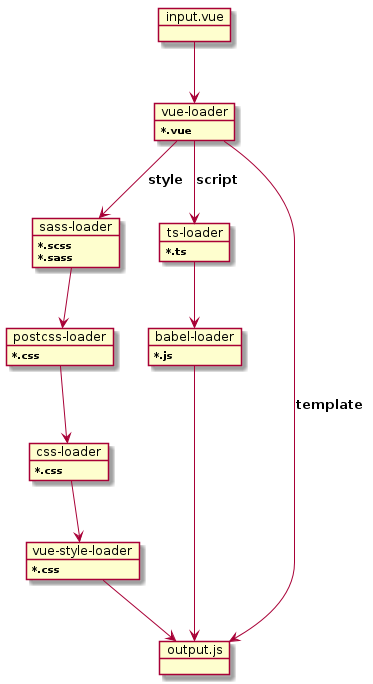 input.vue
vue-loader
*.vue
style
script
sass-loader
*.scss
*.sass
ts-loader
*.ts
postcss-loader
*.css
babel-loader
*.js
template
css-loader
*.css
vue-style-loader
*.css
output.js